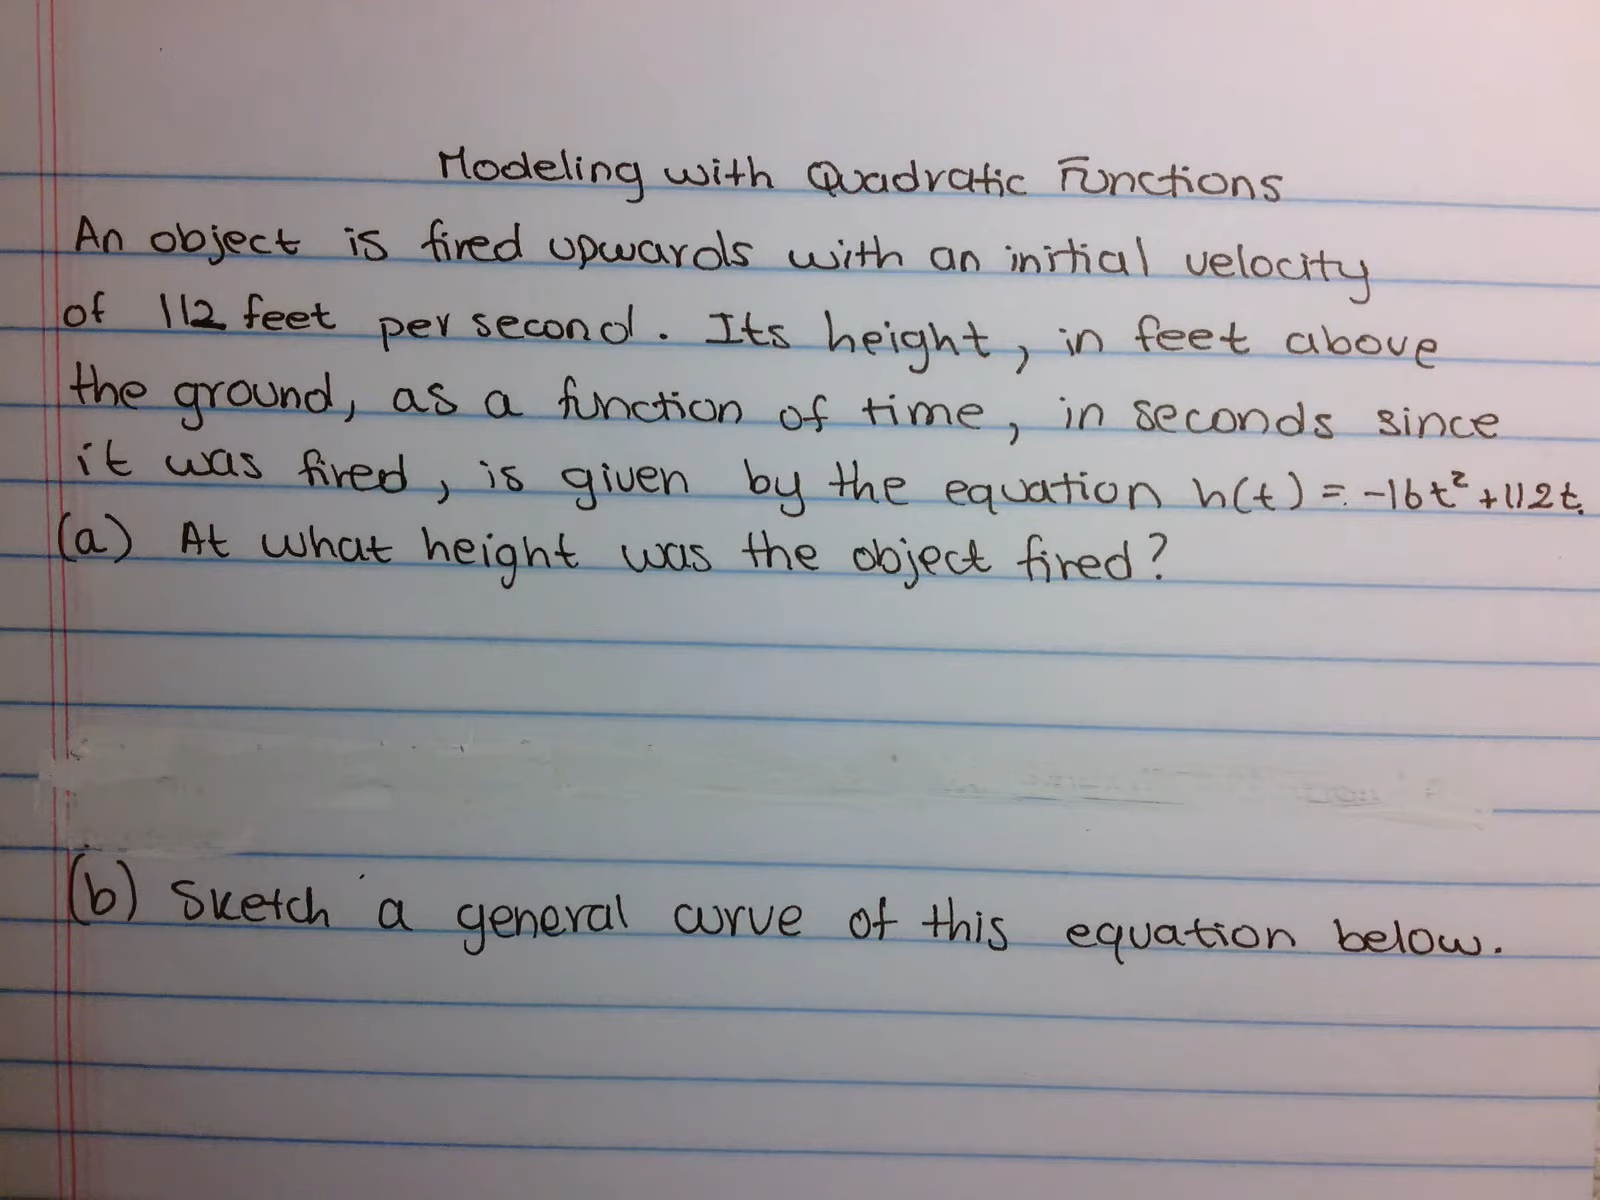 Modeling with Quadratic Functions
An object is fired upwards with an initial velocity
of 112 feet per second. Its height, in feet above
the ground, as a function of time, in seconds since
it was fired, is given by the equation h(t) = -16t²+112t.
(a) At what height was the object fired?
(b) Sketch a general curve of this equation below.